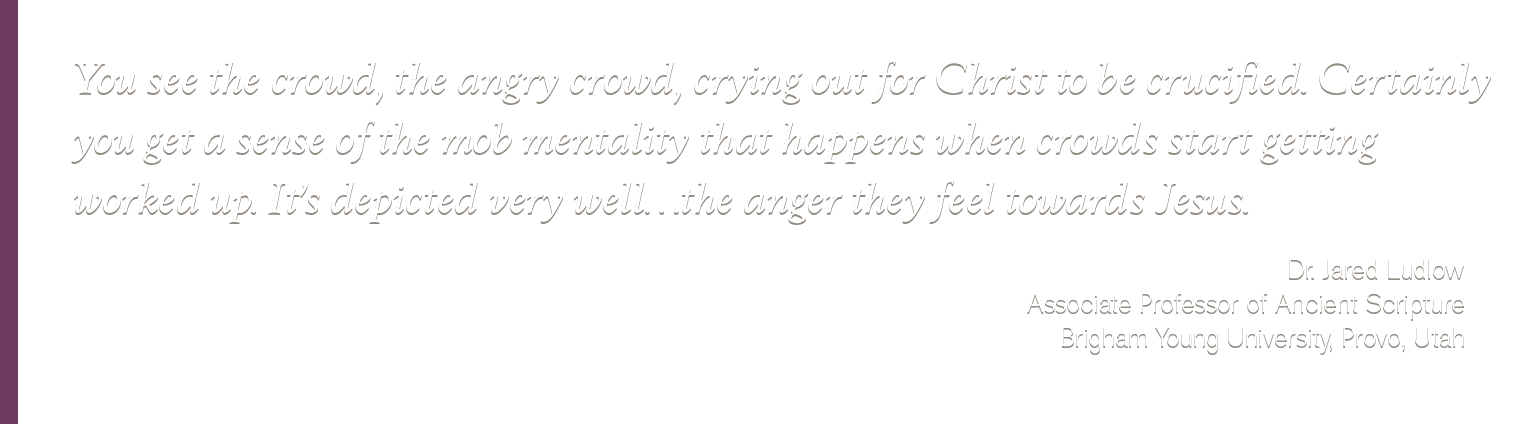 You see the crowd, the angry crowd, crying out for Christ to be crucified. Certainly
you get a sense of the mob mentality that happens when crowds start getting
worked up. It’s depicted very well…the anger they feel towards Jesus.
Dr. Jared Ludlow
Associate Professor of Ancient Scripture
Brigham Young University, Provo, Utah